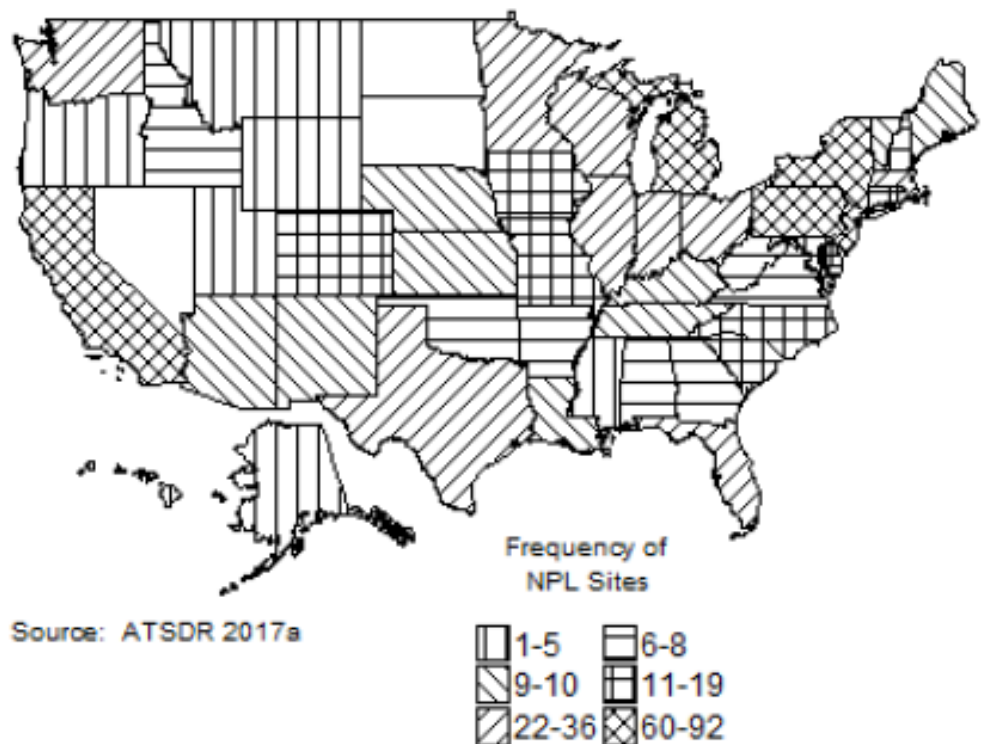 Frequency of
NPL Sites
Source: ATSDR 2017a
1-5 6-8
9-10 11-19
22-36 60-92